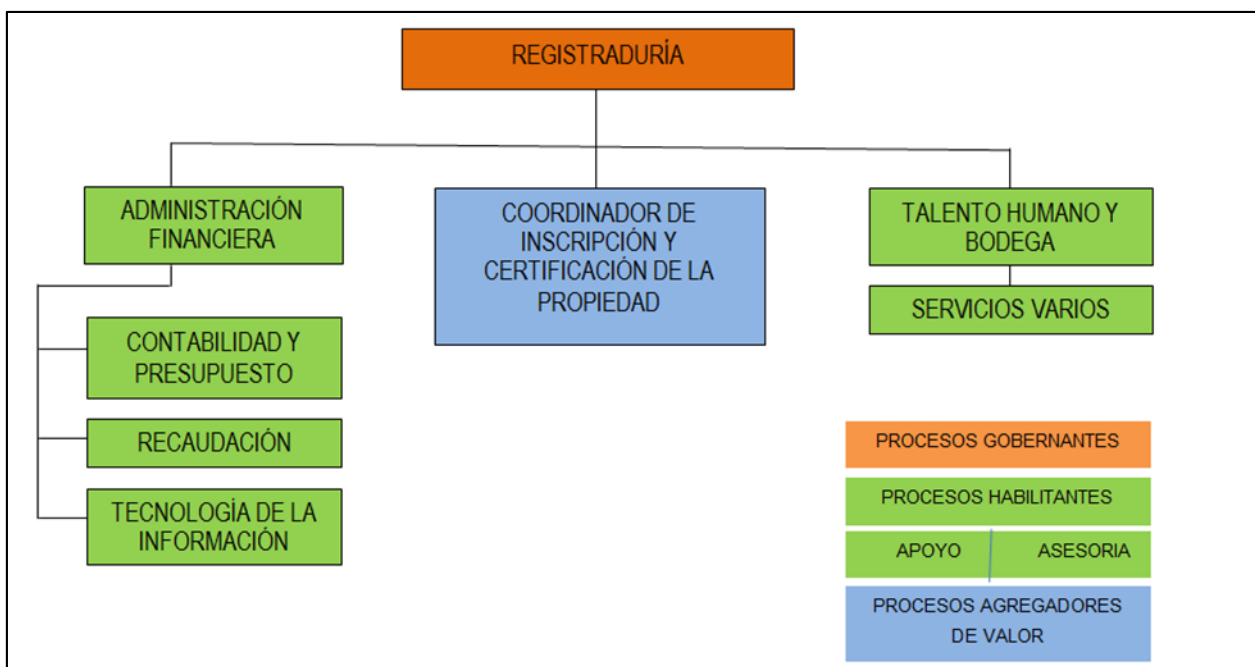 REGISTRADURÍA
ADMINISTRACIÓN
FINANCIERA
COORDINADOR DE
INSCRIPCIÓN Y
CERTIFICACIÓN DE LA
PROPIEDAD
TALENTO HUMANO Y
BODEGA
SERVICIOS VARIOS
CONTABILIDAD Y
PRESUPUESTO
RECAUDACIÓN
TECNOLOGÍA DE LA
INFORMACIÓN
PROCESOS GOBERNANTES
PROCESOS HABILITANTES
APOYO ASESORIA
PROCESOS AGREGADORES
DE VALOR